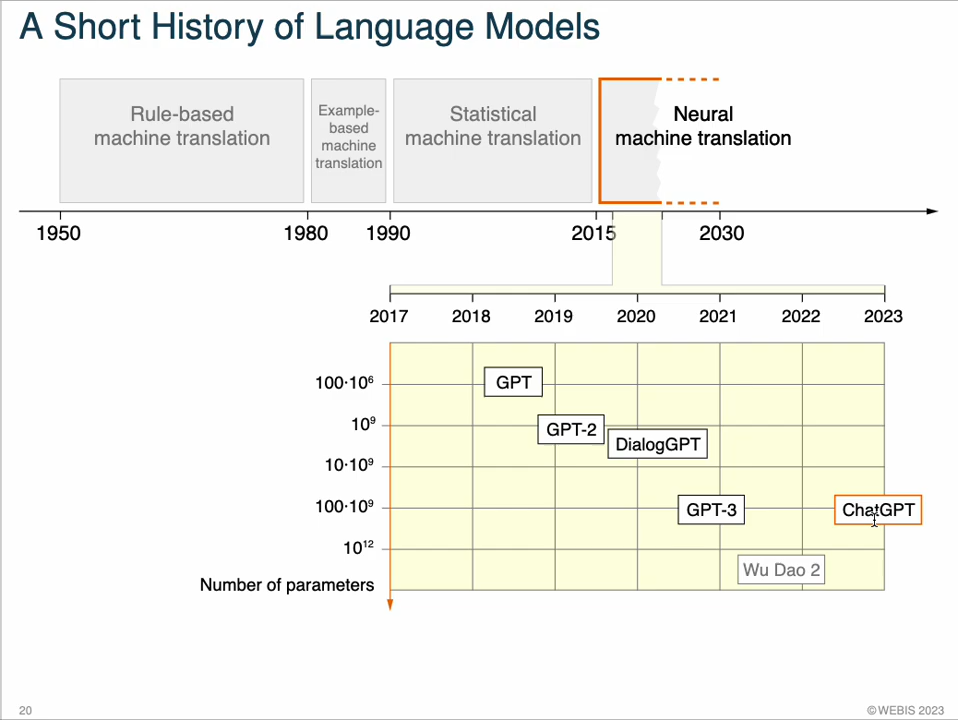 A Short History of Language Models
Rule-based
machine translation
Example-
based
machine
translation
Statistical
machine translation
Neural
machine translation
1950
1980
1990
2015
2030
2017
2018
2019
2020
2021
2022
2023
100·10⁶
10⁹
10·10⁹
100·10⁹
10¹²
Number of parameters
GPT
GPT-2
DialogGPT
GPT-3
ChatGPT
Wu Dao 2
20
©WEBIS 2023